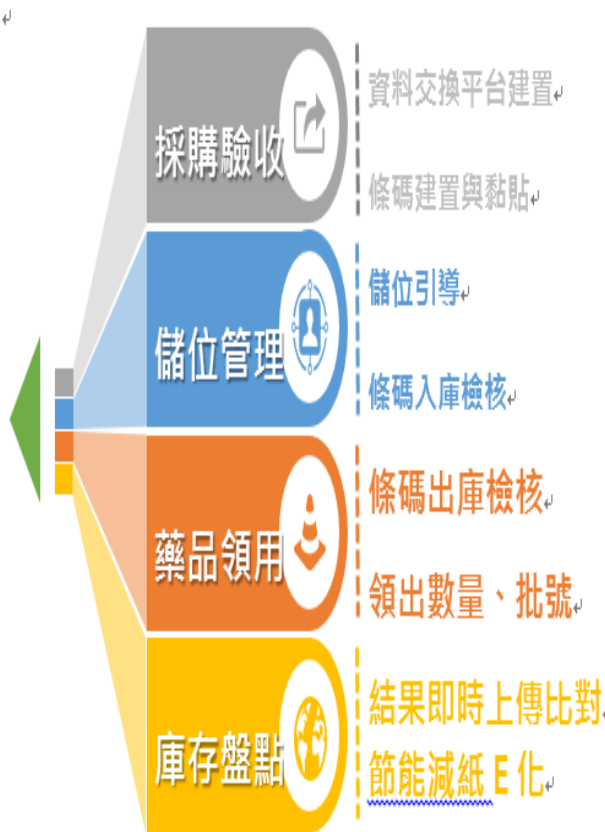 採購驗收
資料交換平台建置
條碼建置與黏貼
儲位管理
儲位引導
條碼入庫檢核
藥品領用
條碼出庫檢核
領出數量、批號
庫存盤點
結果即時上傳比對
節能減紙 E 化